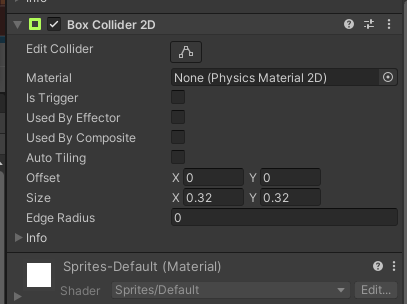 Info
Box Collider 2D
Edit Collider
Material None (Physics Material 2D)
Is Trigger
Used By Effector
Used By Composite
Auto Tiling
Offset X 0 Y 0
Size X 0.32 Y 0.32
Edge Radius 0
Info
Sprites-Default (Material)
Shader Sprites/Default Edit...